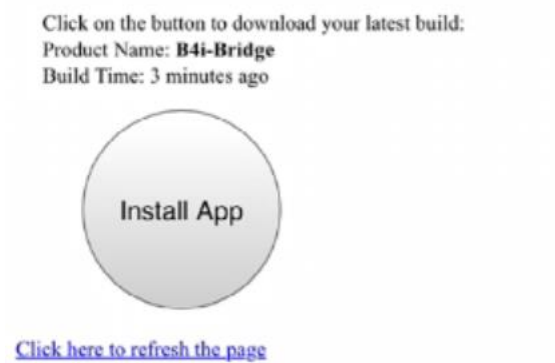 Click on the button to download your latest build:
Product Name: B4i-Bridge
Build Time: 3 minutes ago
Install App
Click here to refresh the page